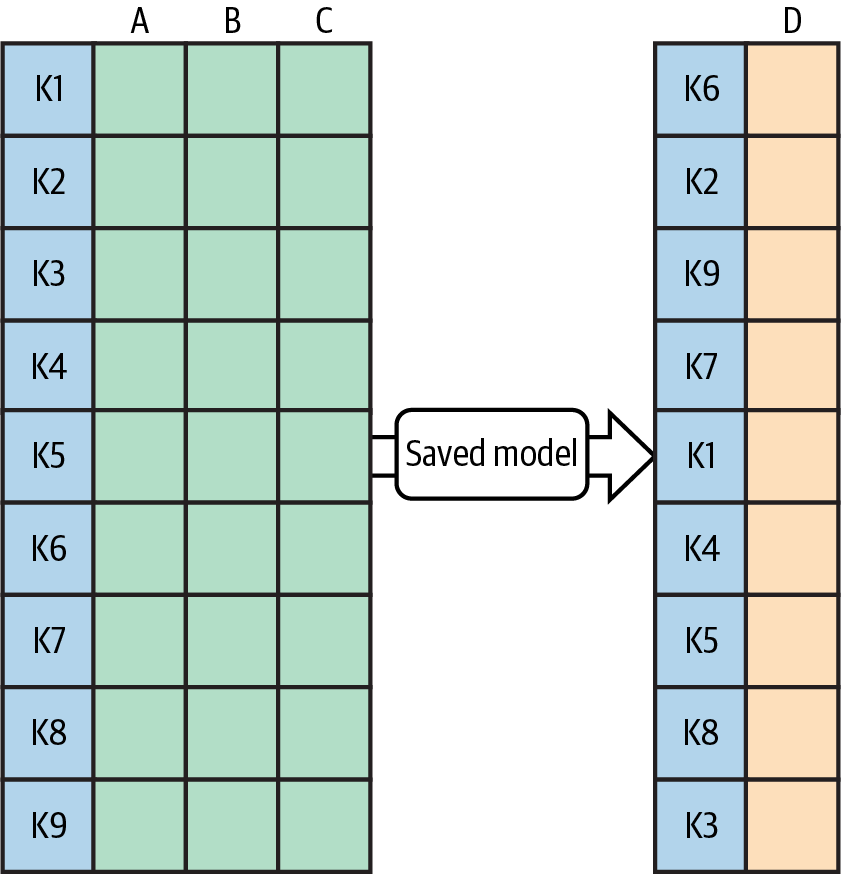 A B C D
K1 K6
K2 K2
K3 K9
K4 K7
K5 Saved model K1
K6 K4
K7 K5
K8 K8
K9 K3